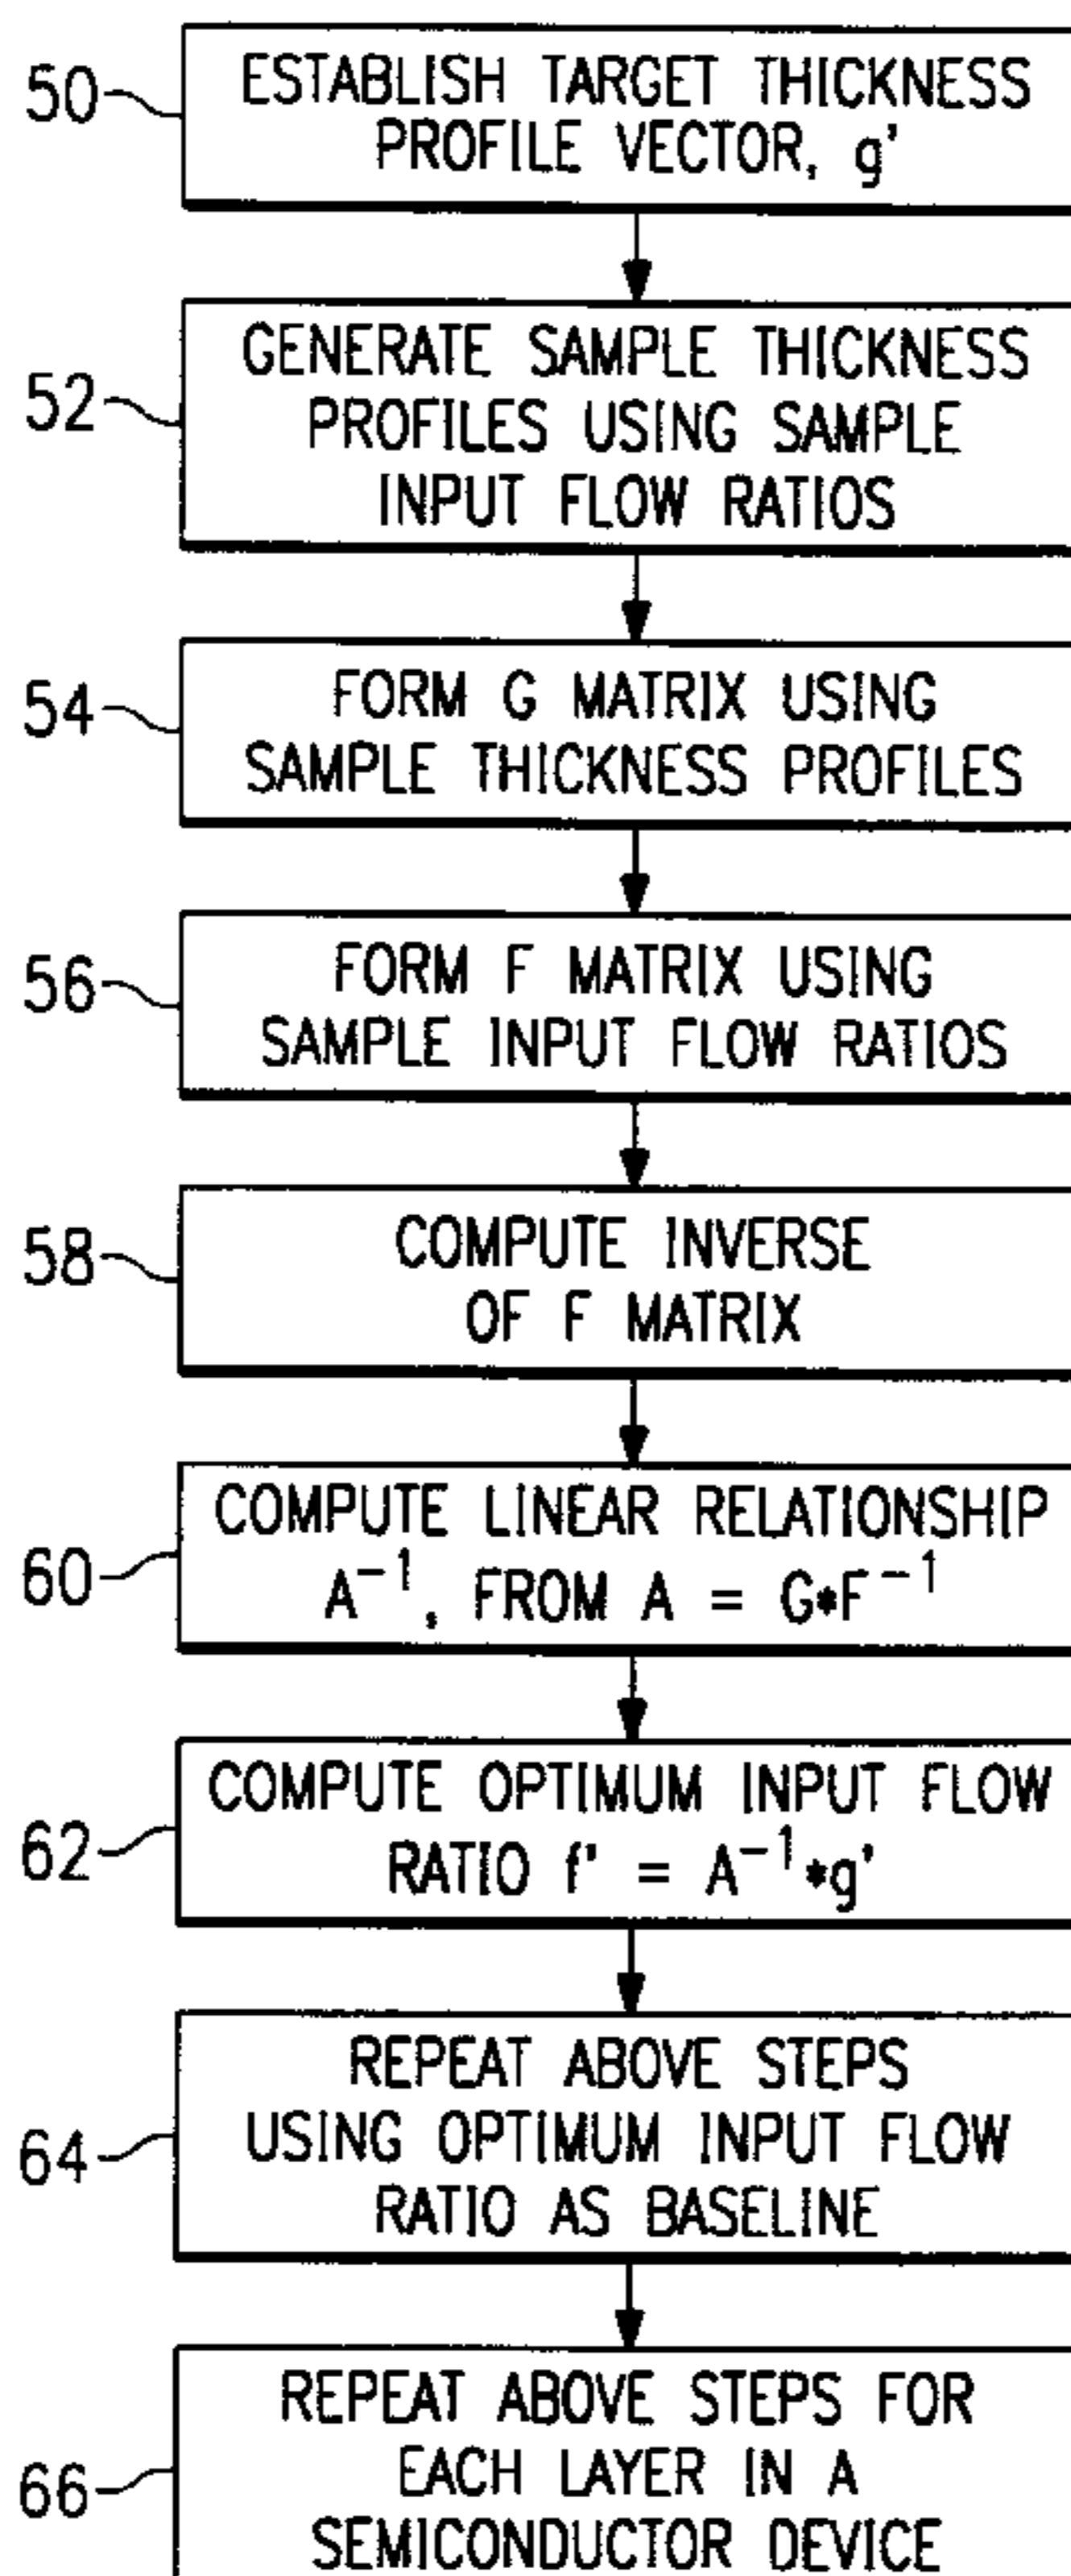 50
ESTABLISH TARGET THICKNESS
PROFILE VECTOR, g'
52
GENERATE SAMPLE THICKNESS
PROFILES USING SAMPLE
INPUT FLOW RATIOS
54
FORM G MATRIX USING
SAMPLE THICKNESS PROFILES
56
FORM F MATRIX USING
SAMPLE INPUT FLOW RATIOS
58
COMPUTE INVERSE
OF F MATRIX
60
COMPUTE LINEAR RELATIONSHIP
A⁻¹, FROM A = G*F⁻¹
62
COMPUTE OPTIMUM INPUT FLOW
RATIO f' = A⁻¹*g'
64
REPEAT ABOVE STEPS
USING OPTIMUM INPUT FLOW
RATIO AS BASELINE
66
REPEAT ABOVE STEPS FOR
EACH LAYER IN A
SEMICONDUCTOR DEVICE